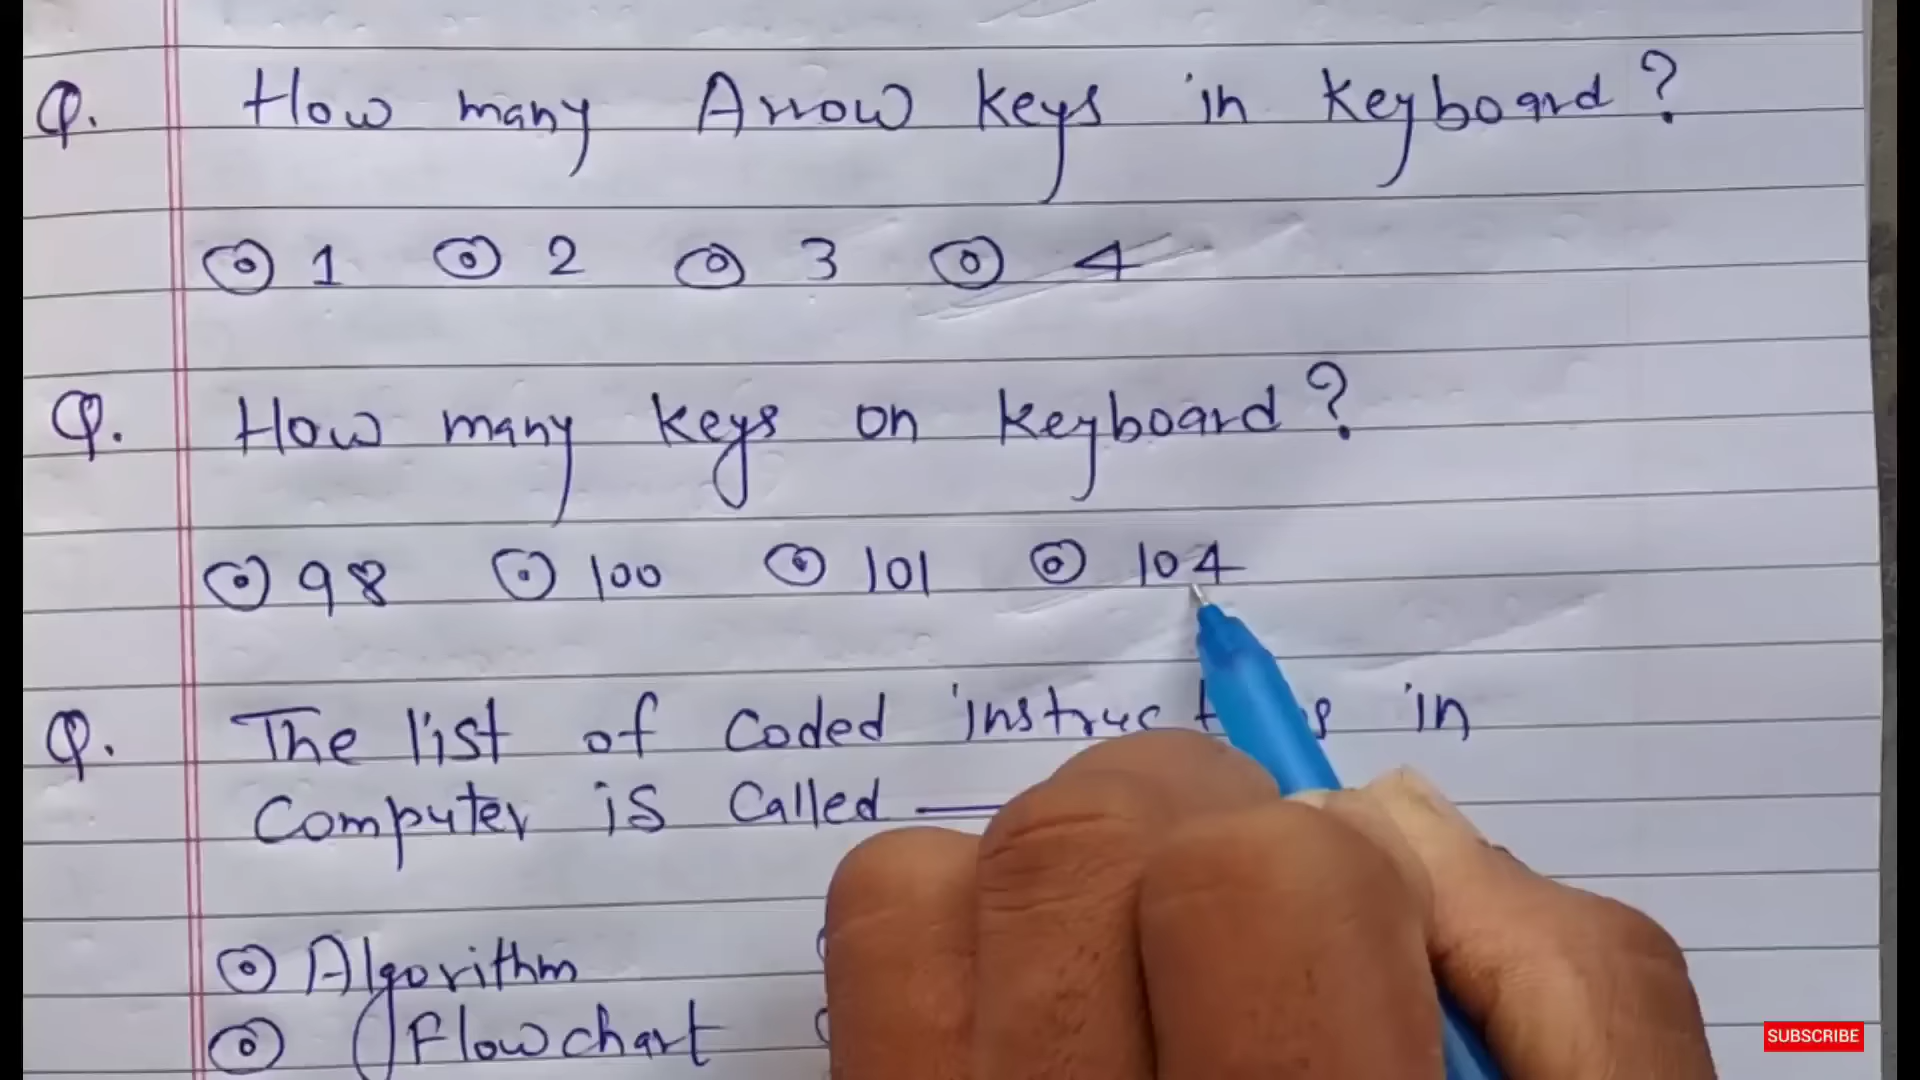 Q. How many Arrow keys in keyboard?
1 2 3 4
Q. How many keys on keyboard?
98 100 101 104
Q. The list of coded instructions in
Computer is Called
Algorithm
Flowchart
SUBSCRIBE